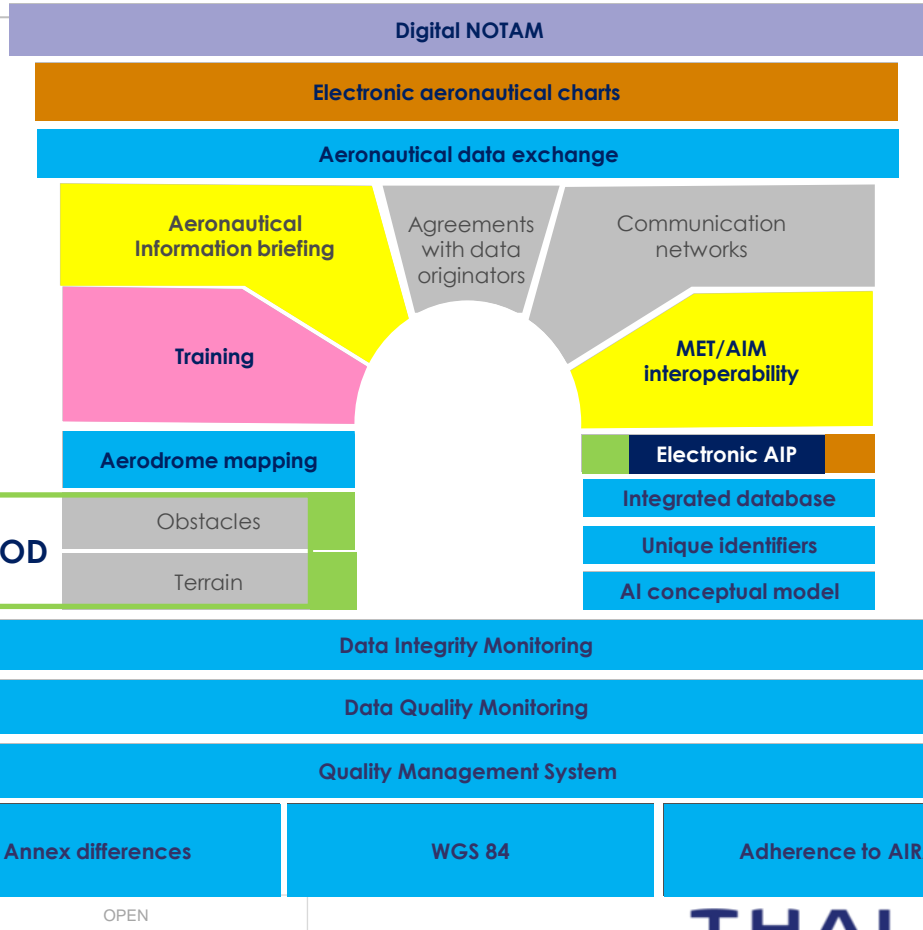 Digital NOTAM
Electronic aeronautical charts
Aeronautical data exchange
Aeronautical
Information briefing
Agreements
with data
originators
Communication
networks
Training
MET/AIM
interoperability
Aerodrome mapping
Electronic AIP
Obstacles
Integrated database
OD
Unique identifiers
Terrain
AI conceptual model
Data Integrity Monitoring
Data Quality Monitoring
Quality Management System
Annex differences
WGS 84
Adherence to AIR
OPEN